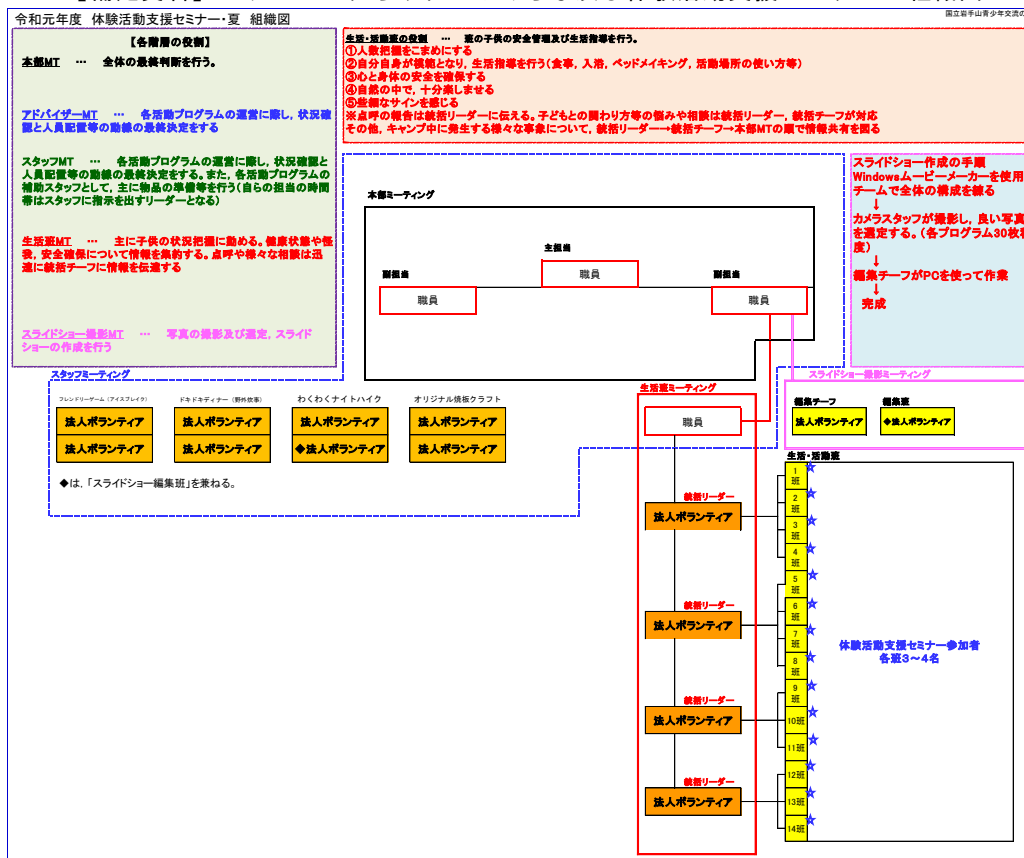 令和元年度 体験活動支援セミナー・夏 組織図
国立岩手山青少年交流の
【各階層の役割】
本部MT … 全体の最終判断を行う。
アドバイザーMT … 各活動プログラムの運営に際し，状況確
認と人員配置等の動線の最終決定をする
スタッフMT … 各活動プログラムの運営に際し，状況確認と
人員配置等の動線の最終決定をする。また，各活動プログラムの
補助スタッフとして，主に物品の準備等を行う（自らの担当の時間
帯はスタッフに指示を出すリーダーとなる）
生活班MT … 主に子供の状況把握に勤める。健康状態や怪
我，安全確保について情報を集約する。点呼や様々な相談は迅
速に統括チーフに情報を伝達する
スライドショー撮影MT … 写真の撮影及び選定，スライド
ショーの作成を行う
生活・活動班の役割 … 班の子供の安全管理及び生活指導を行う。
①人数把握をこまめにする
②自分自身が模範となり，生活指導を行う（食事，入浴，ベッドメイキング，活動場所の使い方等）
③心と身体の安全を確保する
④自然の中で，十分楽しませる
⑤些細なサインを感じる
※点呼の報告は統括リーダーに伝える。子どもとの関わり方等の悩みや相談は統括リーダー，統括チーフが対応
その他，キャンプ中に発生する様々な事象について，統括リーダー→統括チーフ→本部MTの順で情報共有を図る
スライドショー作成の手順
Windowsムービーメーカーを使用
チームで全体の構成を練る
↓
カメラスタッフが撮影し，良い写真
を選定する。（各プログラム30枚程
度）
↓
編集チーフがPCを使って作業
↓
完成
本部ミーティング
主担当
職員
副担当
職員
副担当
職員
スタッフミーティング
フレンドリーゲーム（アイスブレイク）
法人ボランティア
法人ボランティア
ドキドキディナー（野外炊事）
法人ボランティア
法人ボランティア
わくわくナイトハイク
法人ボランティア
◆法人ボランティア
オリジナル焼板クラフト
法人ボランティア
法人ボランティア
◆は，「スライドショー編集班」を兼ねる。
生活班ミーティング
職員
統括リーダー
法人ボランティア
統括リーダー
法人ボランティア
統括リーダー
法人ボランティア
統括リーダー
法人ボランティア
スライドショー撮影ミーティング
編集チーフ
法人ボランティア
編集班
◆法人ボランティア
生活・活動班
1班
2班
3班
4班
5班
6班
7班
8班
9班
10班
11班
12班
13班
14班
体験活動支援セミナー参加者
各班3～4名